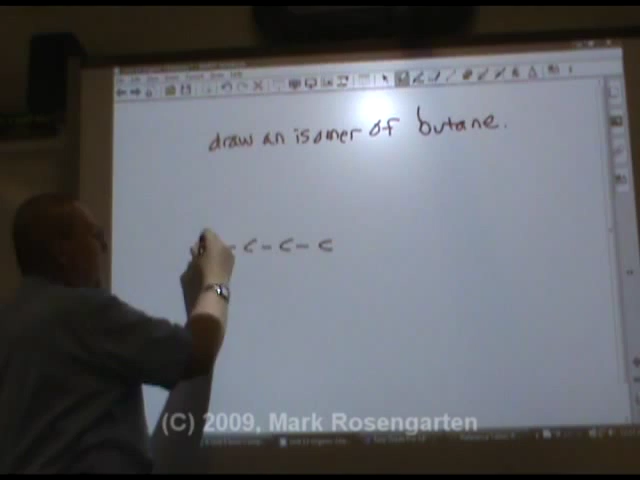 draw an isomer of butane.
- C - C - C
(C) 2009, Mark Rosengarten